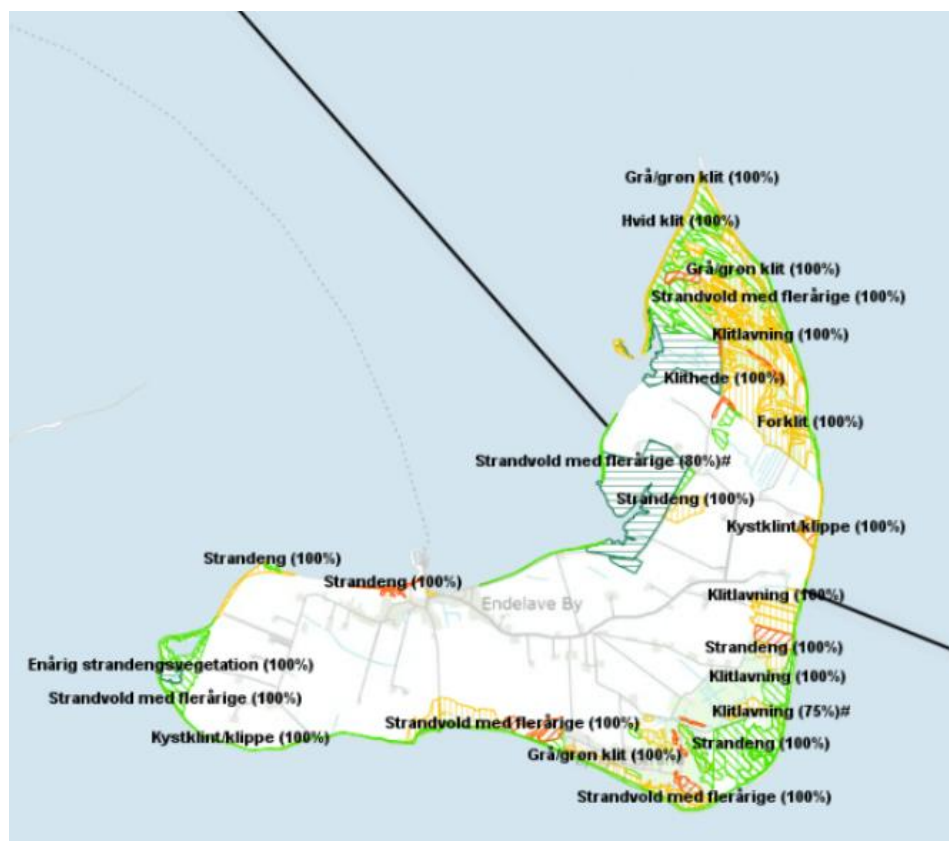 Grå/grøn klit (100%)
Hvid klit (100%)
Grå/grøn klit (100%)
Strandvold med flerårige (100%)
Klitlavning (100%)
Klithede (100%)
Forklit (100%)
Strandvold med flerårige (80%)#
Strandeng (100%)
Kystklint/klippe (100%)
Strandeng (100%)
Strandeng (100%)
Klitlavning (100%)
Endelave By
Strandeng (100%)
Enårig strandengsvegetation (100%)
Klitlavning (100%)
Strandvold med flerårige (100%)
Klitlavning (75%)#
Strandvold med flerårige (100%)
Kystklint/klippe (100%)
Strandeng (100%)
Grå/grøn klit (100%)
Strandvold med flerårige (100%)